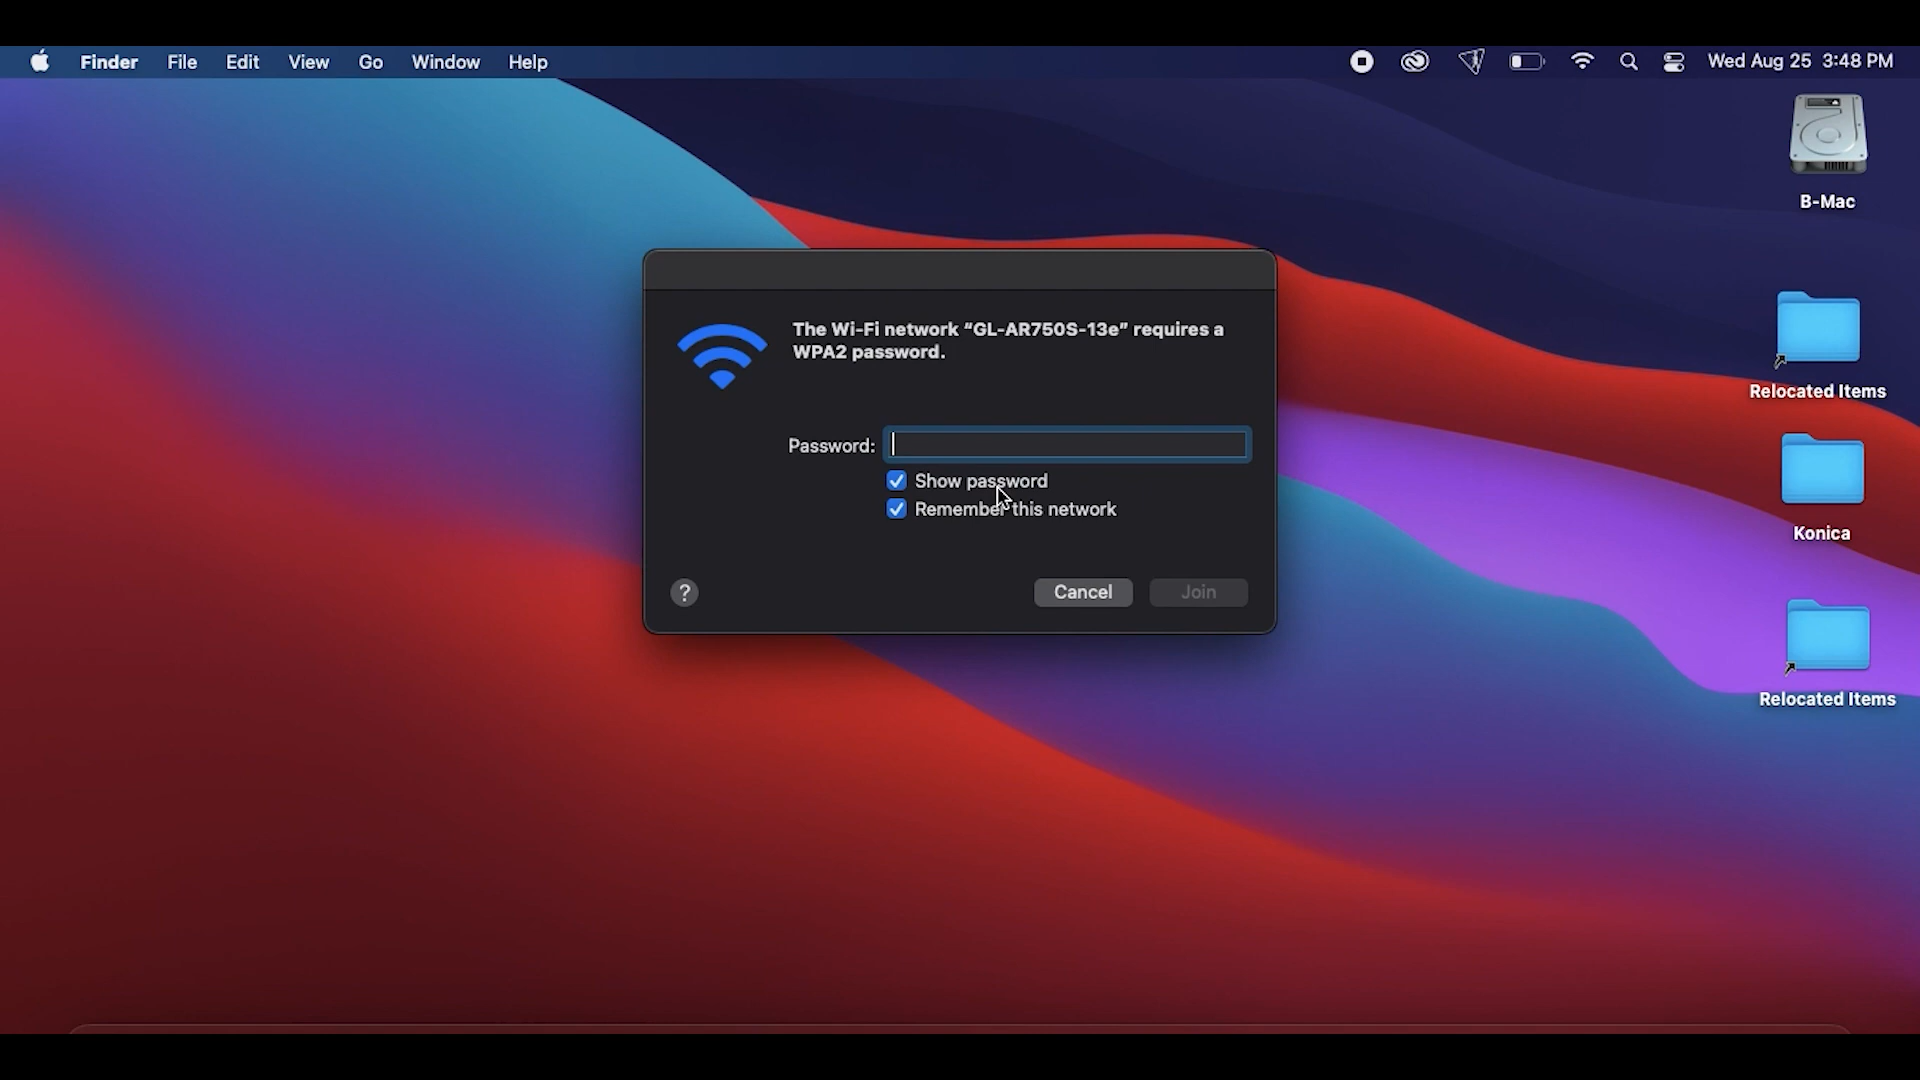 Finder File Edit View Go Window Help Wed Aug 25 3:48 PM
B-Mac
The Wi-Fi network “GL-AR750S-13e” requires a
WPA2 password.
Password:
Show password
Remember this network
? Cancel Join
Relocated Items
Konica
Relocated Items